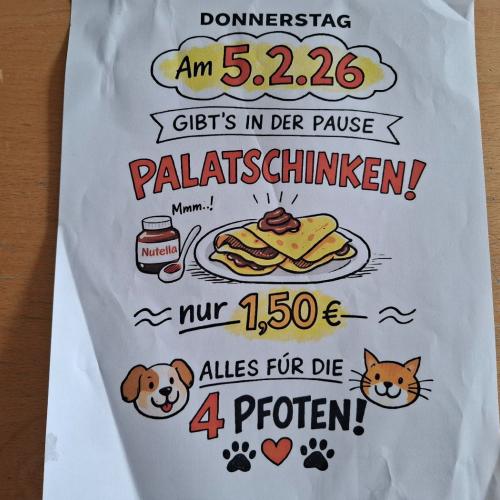 DONNERSTAG
Am 5.2.26
GIBT'S IN DER PAUSE
PALATSCHINKEN!
Mmm..!
Nutella
nur 1,50 €
ALLES FÚR DIE
4 PFOTEN!